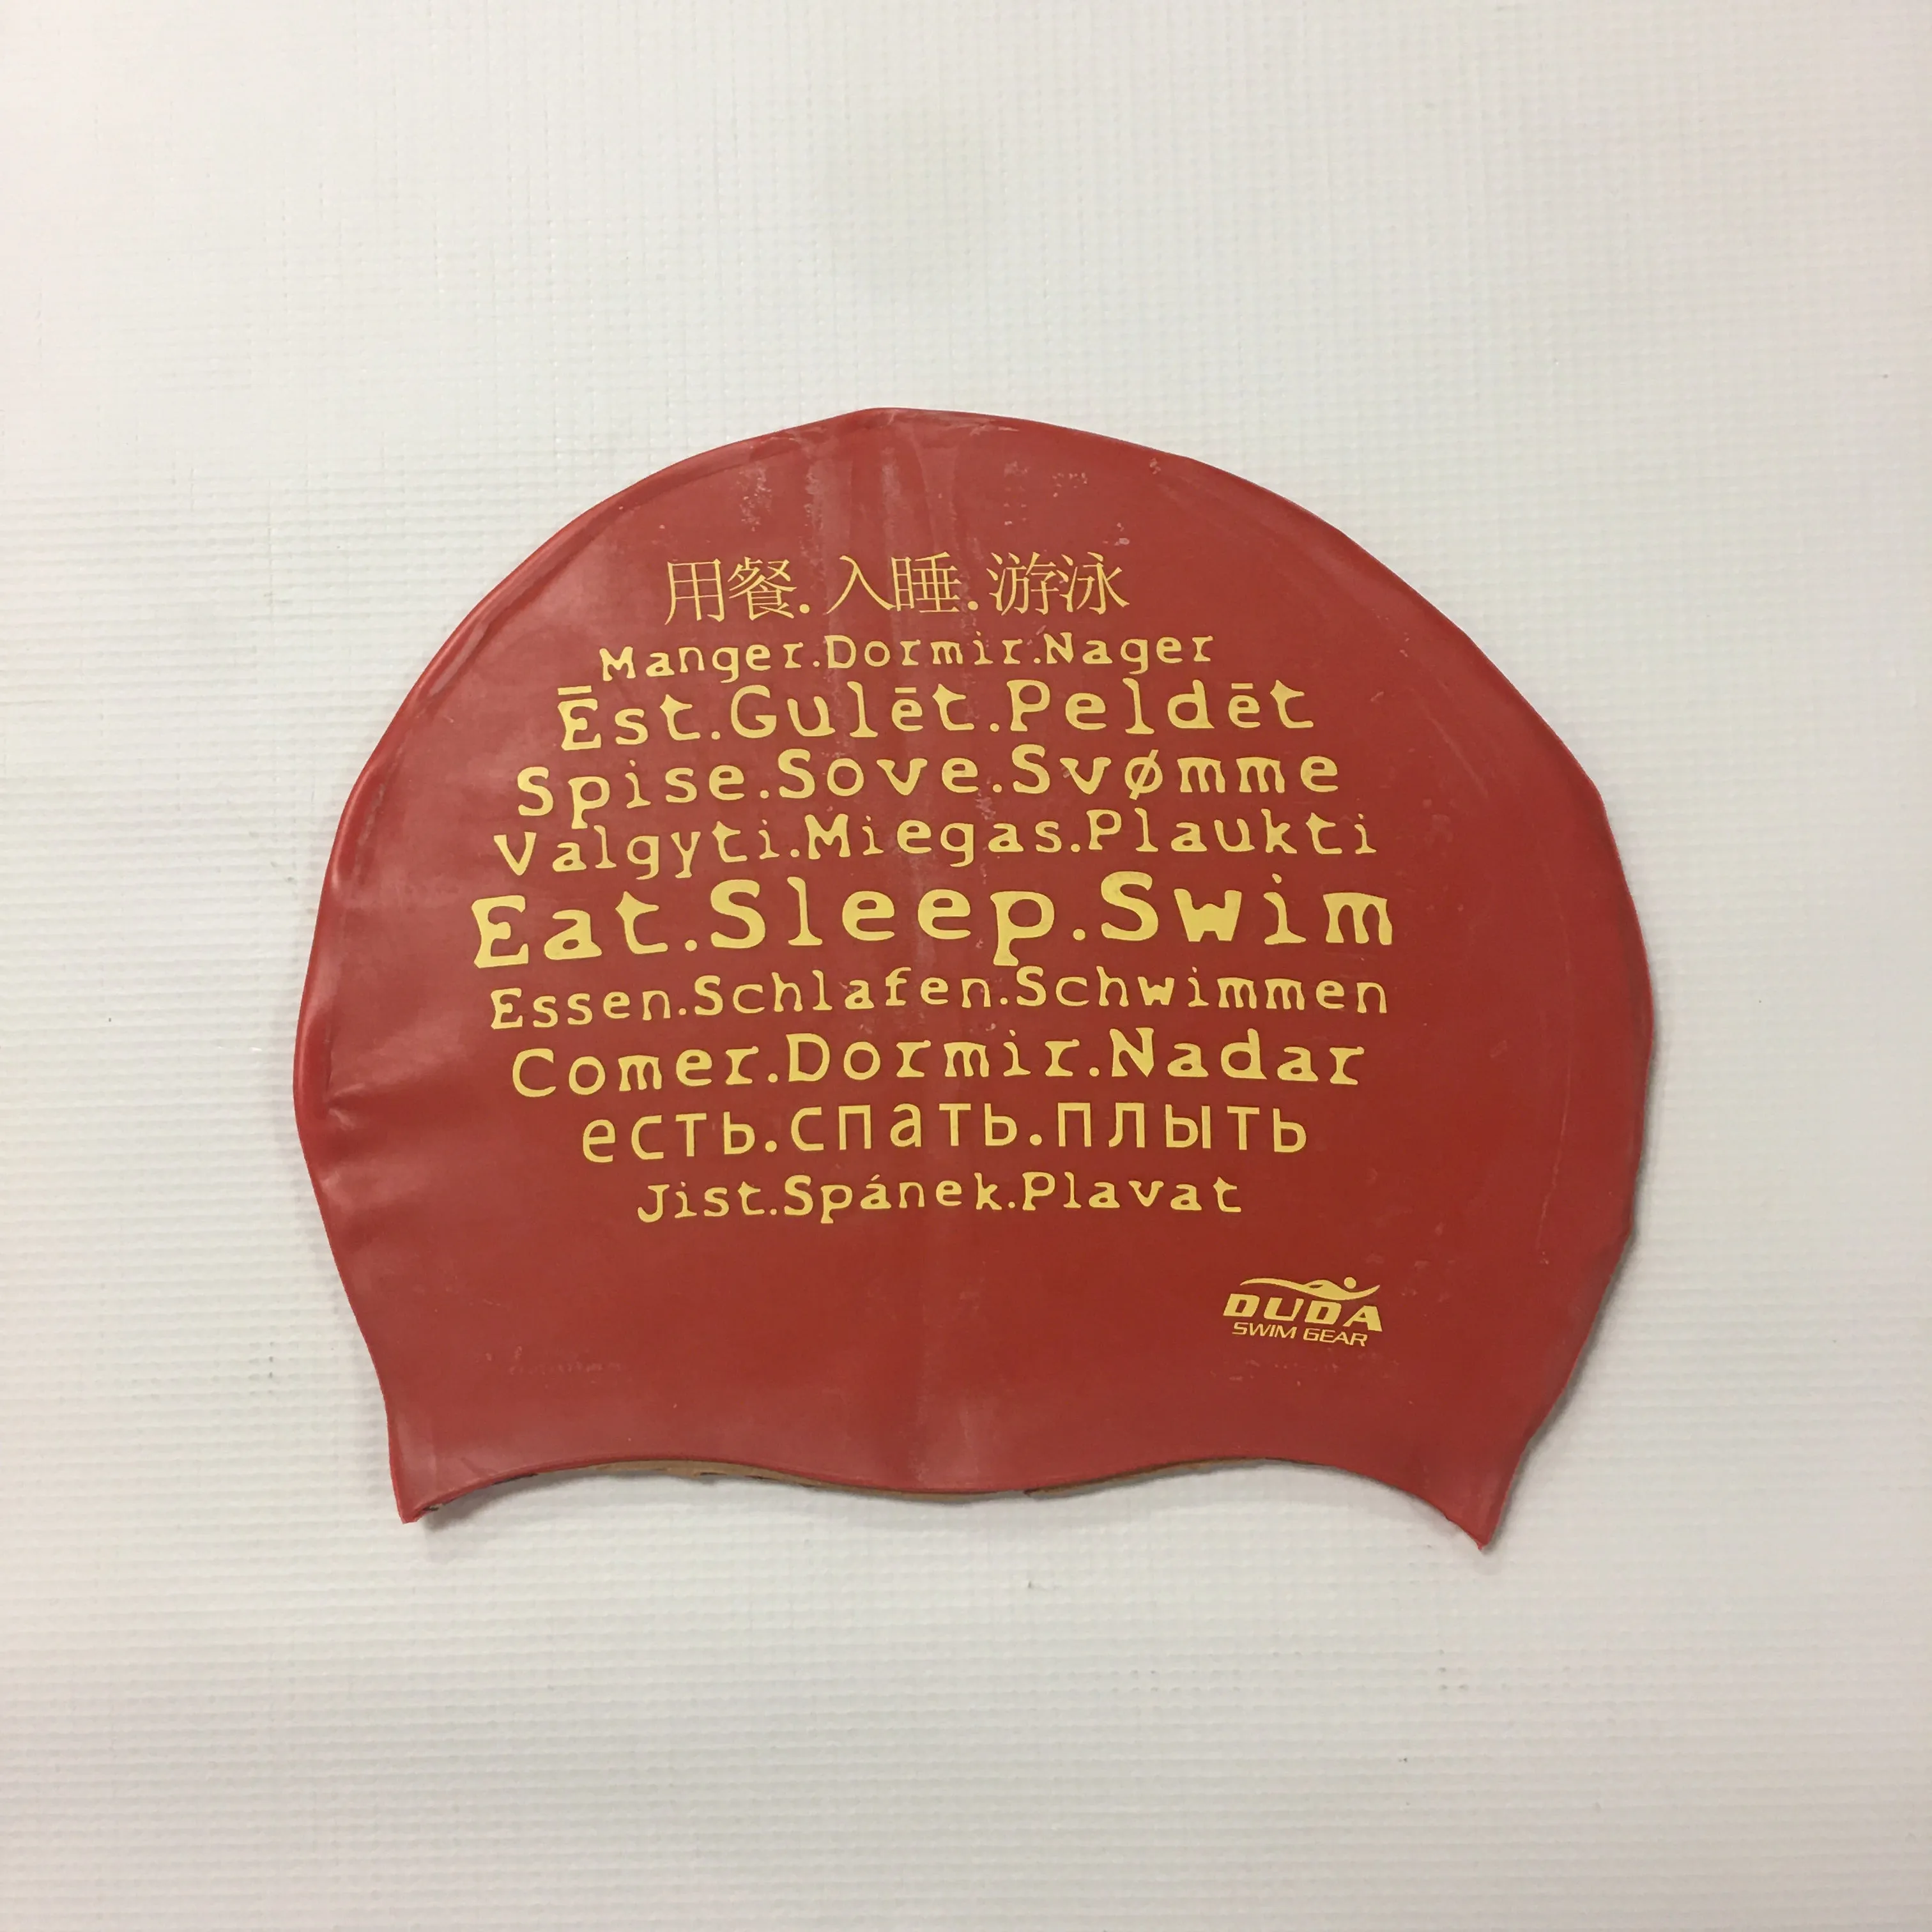 用餐.入睡.游泳
Manger.Dormir.Nager
Ēst.Gulēt.Peldēt
Spise.Sove.Svømme
Valgyti.Miegas.Plaukti
Eat.Sleep.Swim
Essen.Schlafen.Schwimmen
Comer.Dormir.Nadar
есть.спать.плыть
Jist.Spánek.Plavat
DUDA
SWIM GEAR